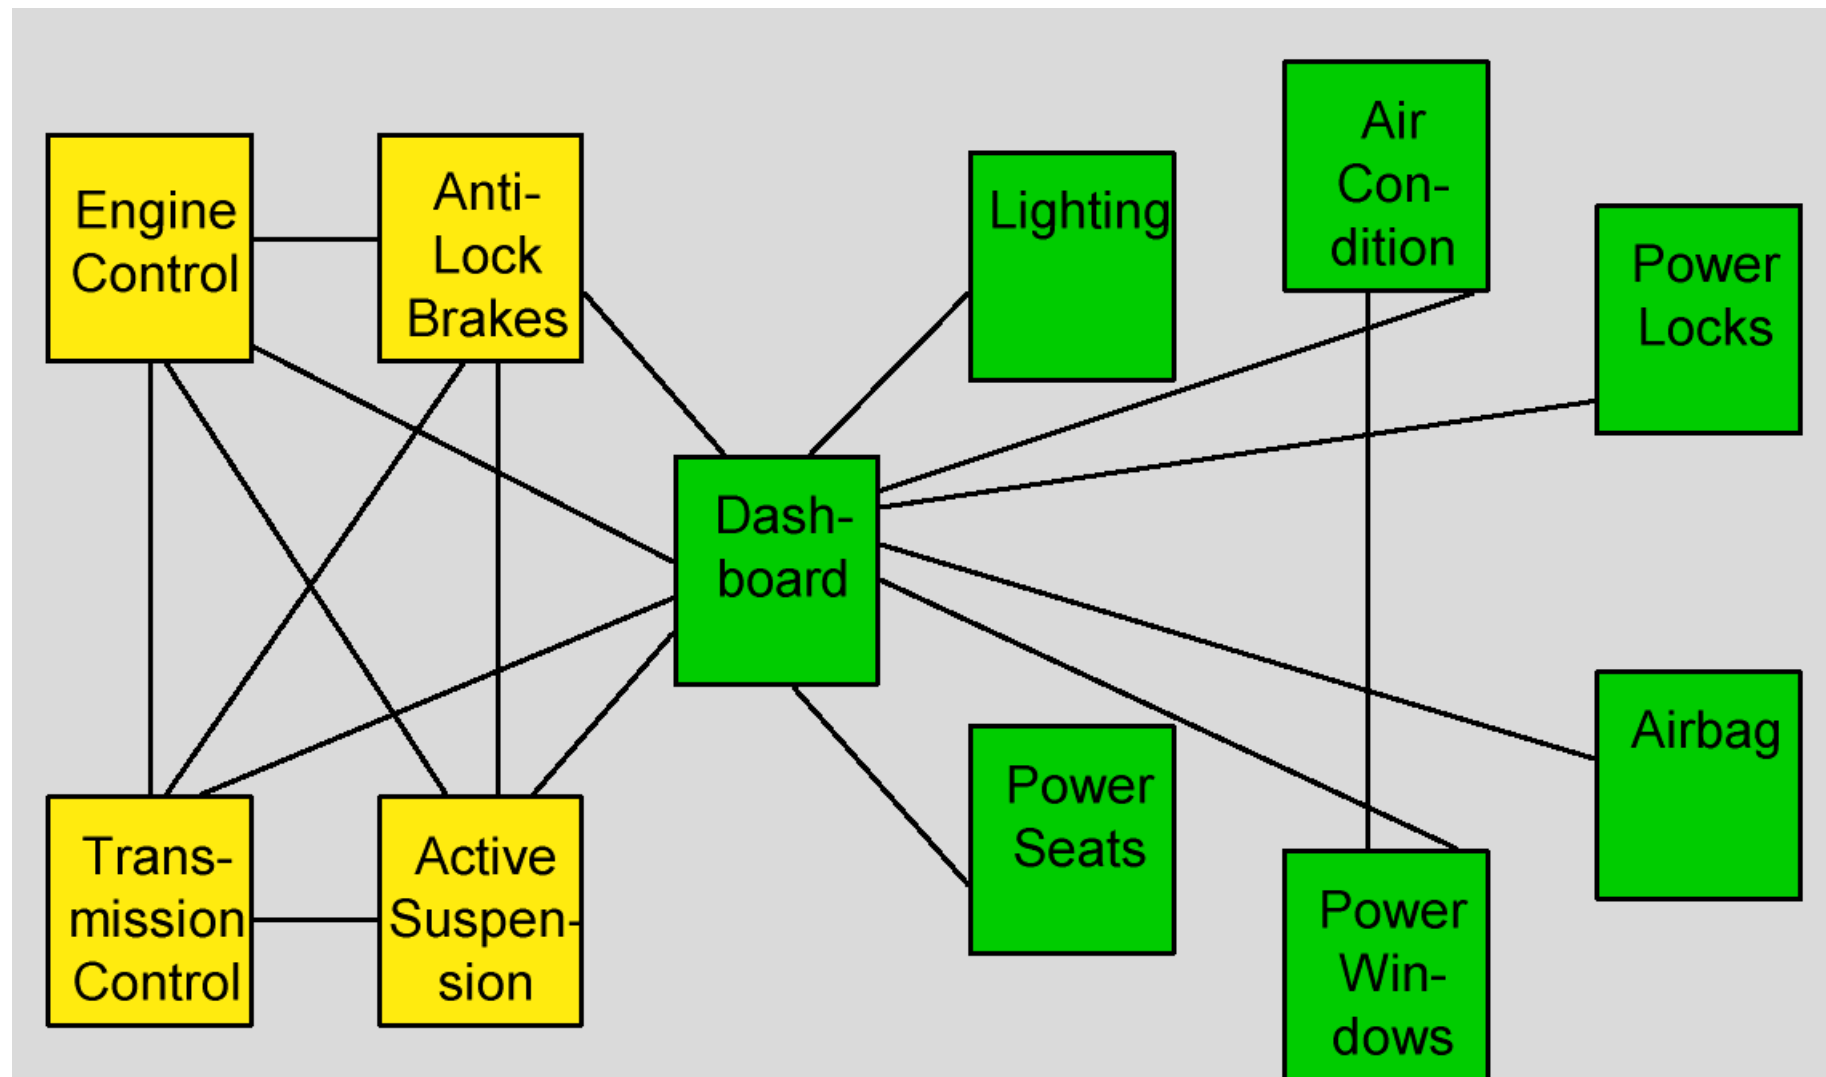 Engine
Control
Anti-
Lock
Brakes
Lighting
Air
Con-
dition
Power
Locks
Dash-
board
Trans-
mission
Control
Active
Suspen-
sion
Power
Seats
Power
Win-
dows
Airbag